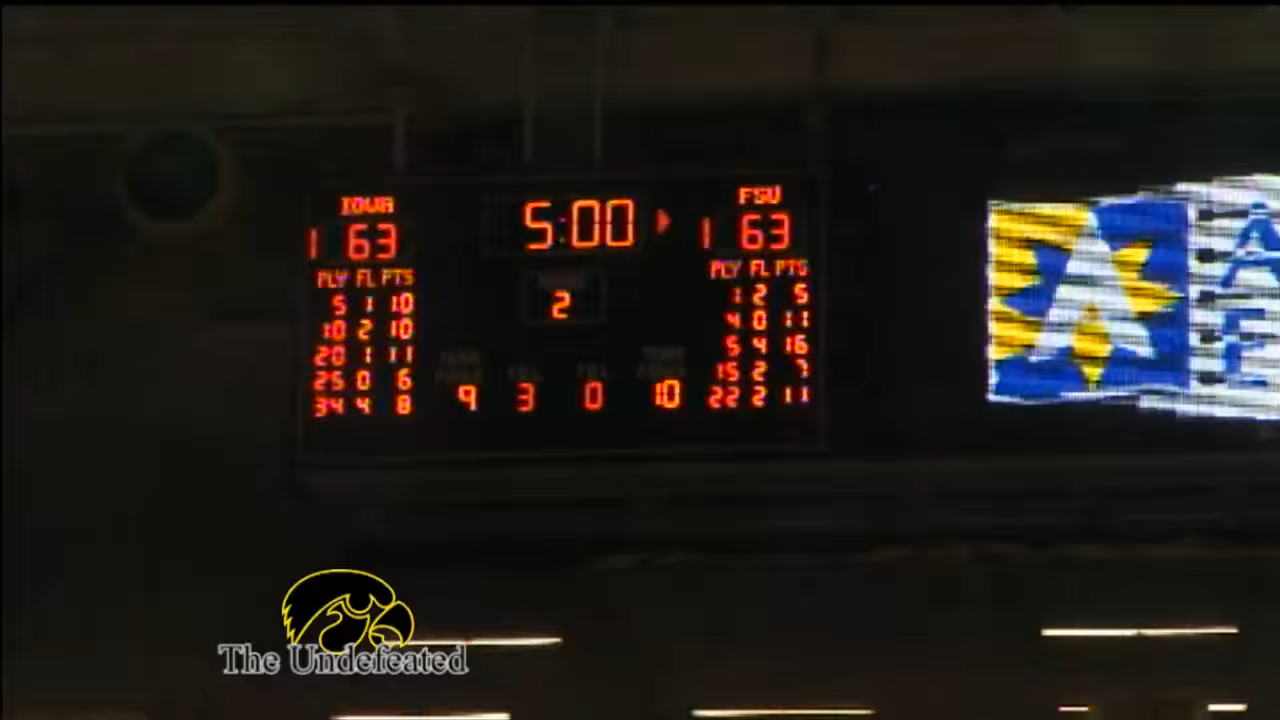 IOWA
5:00
FSU
1 63
1 63
PLY FL PTS
PLY FL PTS
5 1 10
1 2 5
10 2 10
4 0 11
20 1 11
5 4 16
25 0 6
15 2 7
34 4 8
22 2 11
2
9 3 0 10
The Undefeated